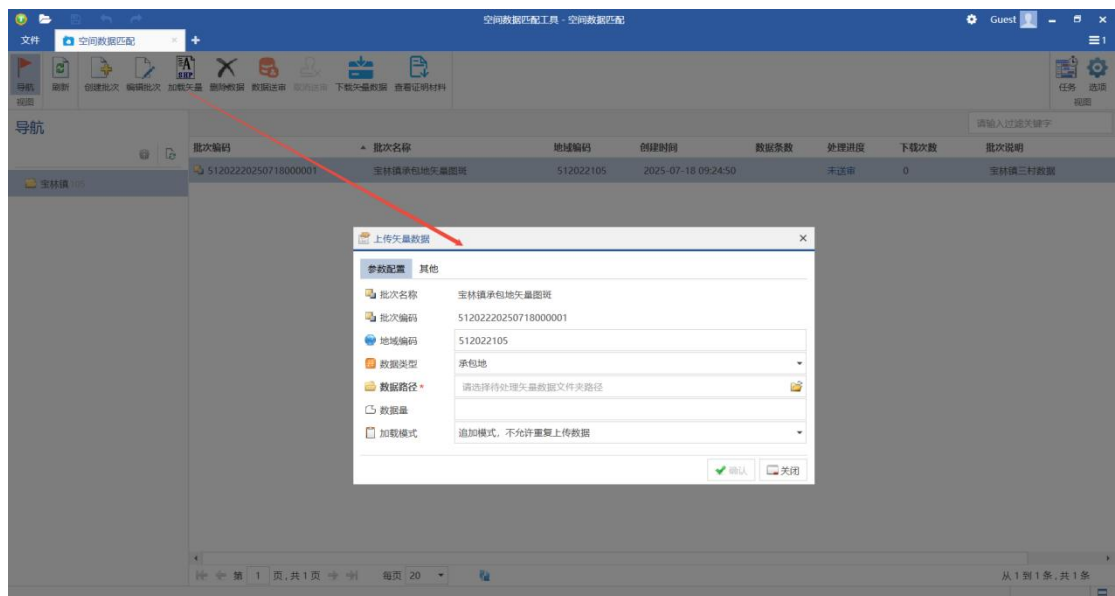 空间数据匹配工具 - 空间数据匹配
Guest
文件 空间数据匹配 1
导航 刷新 创建批次 编辑批次 加载矢量 删除数据 数据送审 取消送审 下载矢量数据 查看证明材料 任务 选项
视图 视图
导航 请输入过滤关键字
批次编码 批次名称 地域编码 创建时间 数据条数 处理进度 下载次数 批次说明
51202220250718000001 宝林镇承包地矢量图斑 512022105 2025-07-18 09:24:50 未送审 0 宝林镇三村数据
宝林镇
上传矢量数据
参数配置 其他
批次名称 宝林镇承包地矢量图斑
批次编码 51202220250718000001
地域编码 512022105
数据类型 承包地
数据路径 * 请选择待处理矢量数据文件夹路径
数据量
加载模式 追加模式，不允许重复上传数据
确认 关闭
第 1 页,共1页 每页 20 从1到1条,共1条